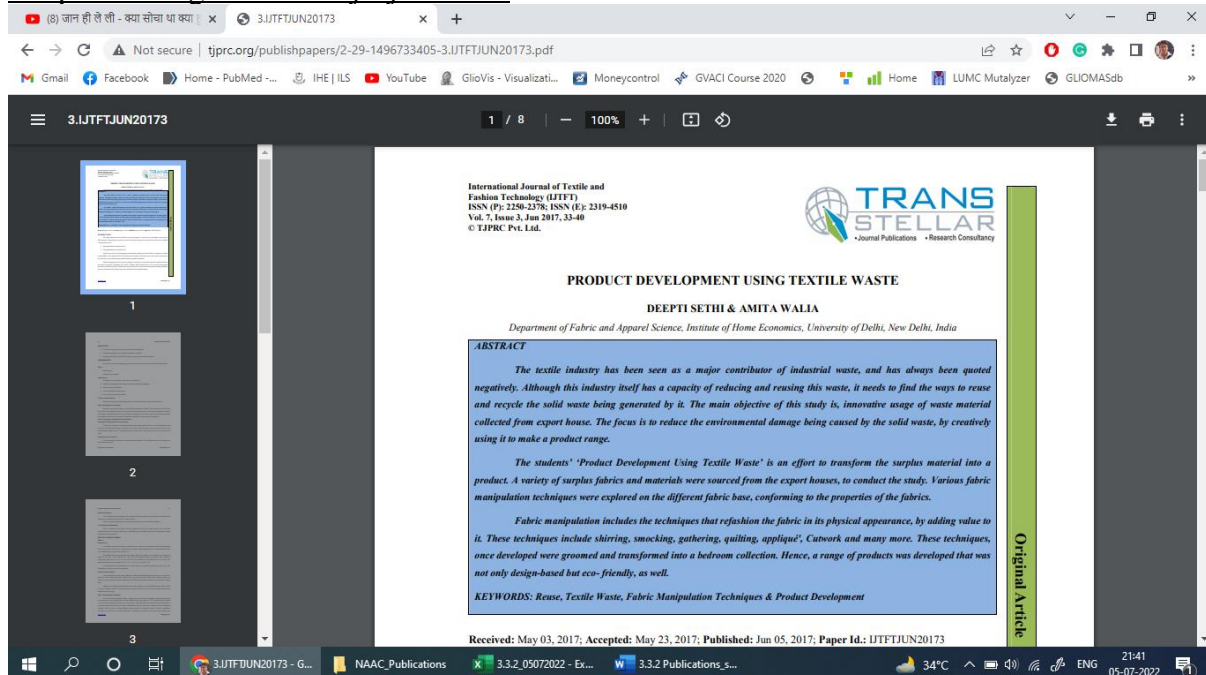 (8) जान ही ले ली - क्या सोचा था क्या
3.IJTFTJUN20173
Not secure | tjprc.org/publishpapers/2-29-1496733405-3.IJTFTJUN20173.pdf
Gmail Facebook Home - PubMed -... IHE | ILS YouTube GlioVis - Visualizati... Moneycontrol GVACI Course 2020 Home LUMC Mutalyzer GLIOMASdb »
3.IJTFTJUN20173 1 / 8 | − 100% +
1
2
3
International Journal of Textile and
Fashion Technology (IJTFT)
ISSN (P): 2250-2378; ISSN (E): 2319-4510
Vol. 7, Issue 3, Jun 2017, 33-40
© TJPRC Pvt. Ltd.
TRANS
STELLAR
•Journal Publications •Research Consultancy
PRODUCT DEVELOPMENT USING TEXTILE WASTE
DEEPTI SETHI & AMITA WALIA
Department of Fabric and Apparel Science, Institute of Home Economics, University of Delhi, New Delhi, India
ABSTRACT
The textile industry has been seen as a major contributor of industrial waste, and has always been quoted
negatively. Although this industry itself has a capacity of reducing and reusing this waste, it needs to find the ways to reuse
and recycle the solid waste being generated by it. The main objective of this study is, innovative usage of waste material
collected from export house. The focus is to reduce the environmental damage being caused by the solid waste, by creatively
using it to make a product range.
The students' 'Product Development Using Textile Waste' is an effort to transform the surplus material into a
product. A variety of surplus fabrics and materials were sourced from the export houses, to conduct the study. Various fabric
manipulation techniques were explored on the different fabric base, conforming to the properties of the fabrics.
Fabric manipulation includes the techniques that refashion the fabric in its physical appearance, by adding value to
it. These techniques include shirring, smocking, gathering, quilting, appliqué', Cutwork and many more. These techniques,
once developed were groomed and transformed into a bedroom collection. Hence, a range of products was developed that was
not only design-based but eco- friendly, as well.
KEYWORDS: Reuse, Textile Waste, Fabric Manipulation Techniques & Product Development
Original Article
Received: May 03, 2017; Accepted: May 23, 2017; Published: Jun 05, 2017; Paper Id.: IJTFTJUN20173
3.IJTFTJUN20173 - G... NAAC_Publications 3.3.2_05072022 - Ex... 3.3.2 Publications_s... 34°C ENG 21:41
05-07-2022